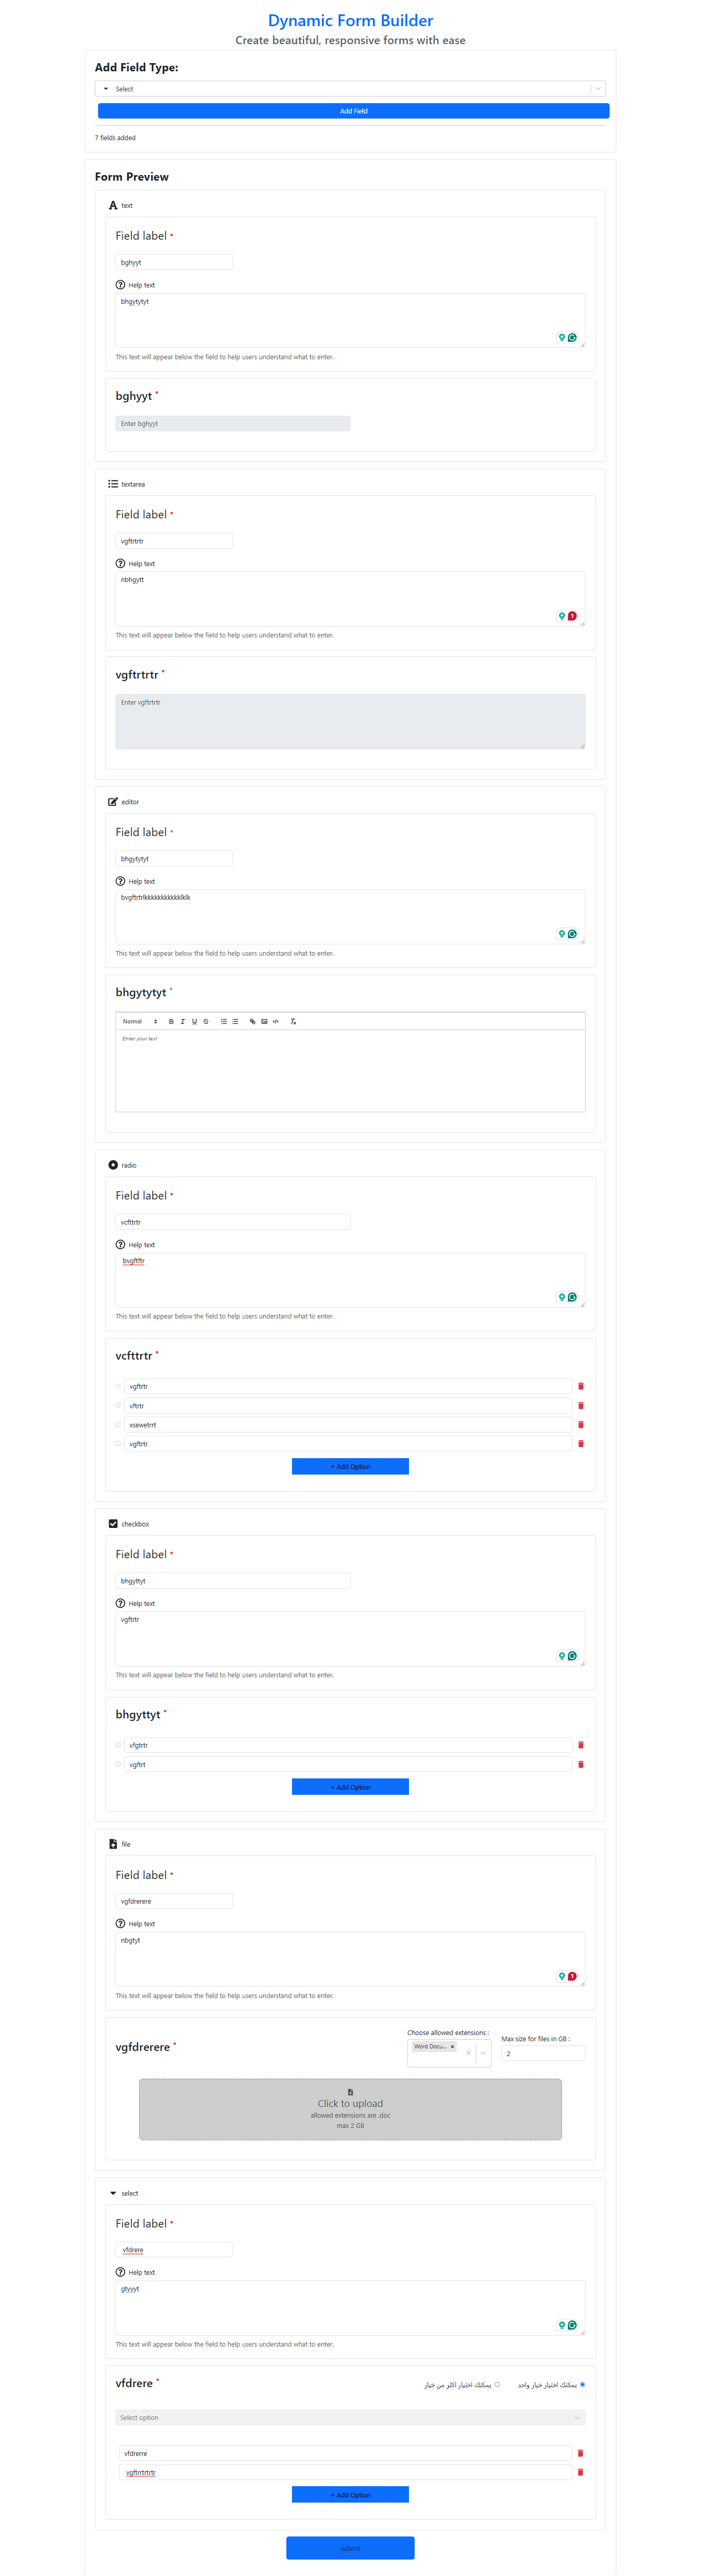 Dynamic Form Builder
Create beautiful, responsive forms with ease
Add Field Type:
Select
Add Field
7 fields added
Form Preview
text
Field label *
bghyyt
Help text
bhgytytyt
This text will appear below the field to help users understand what to enter.
bghyyt *
Enter bghyyt
textarea
Field label *
vgftrtrtr
Help text
nbhgytt
1
This text will appear below the field to help users understand what to enter.
vgftrtrtr *
Enter vgftrtrtr
editor
Field label *
bhgytytyt
Help text
bvgftrtrlkkkkkkkkkkklklk
This text will appear below the field to help users understand what to enter.
bhgytytyt *
Normal B I U S
Enter your text
radio
Field label *
vcfttrtr
Help text
bvgftftr
This text will appear below the field to help users understand what to enter.
vcfttrtr *
vgftrtr
vftrtr
xsewetrrt
vgftrtr
+ Add Option
checkbox
Field label *
bhgyttyt
Help text
vgftrtr
This text will appear below the field to help users understand what to enter.
bhgyttyt *
vfgtrtr
vgftrt
+ Add Option
file
Field label *
vgfdrerere
Help text
nbgtyt
1
This text will appear below the field to help users understand what to enter.
vgfdrerere *
Choose allowed extensions :
Word Docu... ×
Max size for files in GB :
2
Click to upload
allowed extensions are .doc
max 2 GB
select
Field label *
vfdrere
Help text
gtyyyt
This text will appear below the field to help users understand what to enter.
vfdrere *
يمكنك اختيار خيار واحد
يمكنك اختيار اكثر من خيار
Select option
vfdrerre
vgftrrtrtrtr
+ Add Option
submit